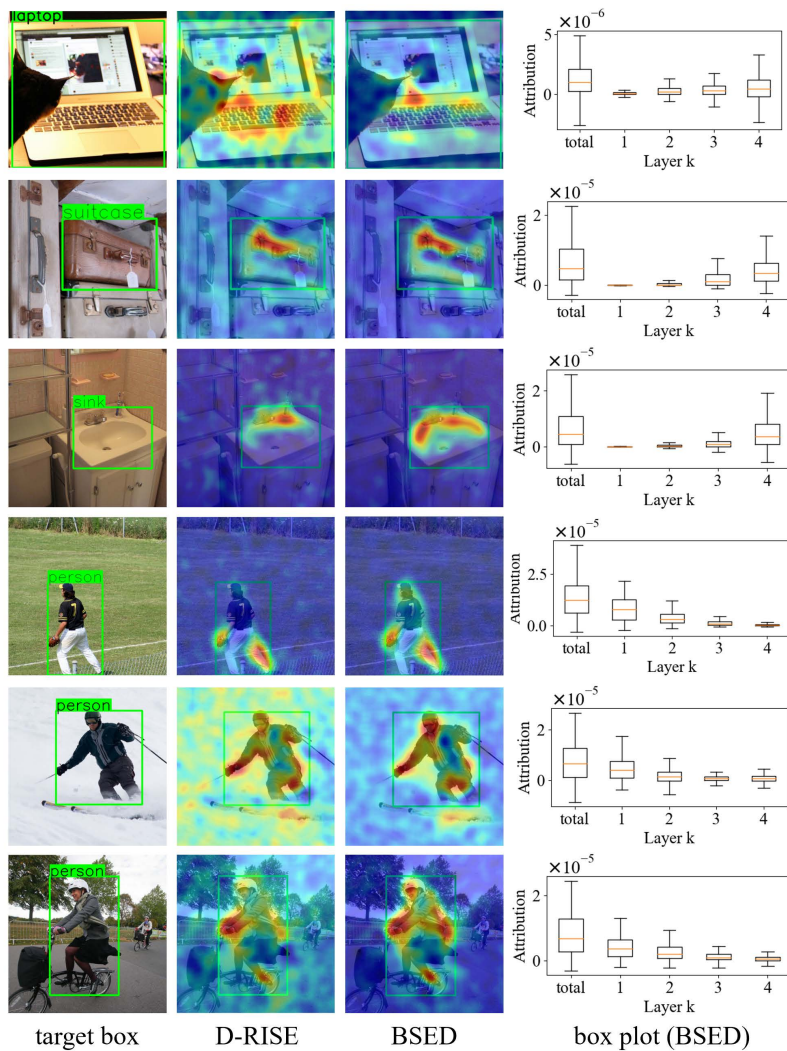 laptop
×10⁻⁶
5
0
Attribution
total 1 2 3 4
Layer k
suitcase
×10⁻⁵
2
0
Attribution
total 1 2 3 4
Layer k
sink
×10⁻⁵
2
0
Attribution
total 1 2 3 4
Layer k
person
7
×10⁻⁵
2.5
0.0
Attribution
total 1 2 3 4
Layer k
person
×10⁻⁵
2
0
Attribution
total 1 2 3 4
Layer k
person
×10⁻⁵
2
0
Attribution
total 1 2 3 4
Layer k
target box D-RISE BSED box plot (BSED)